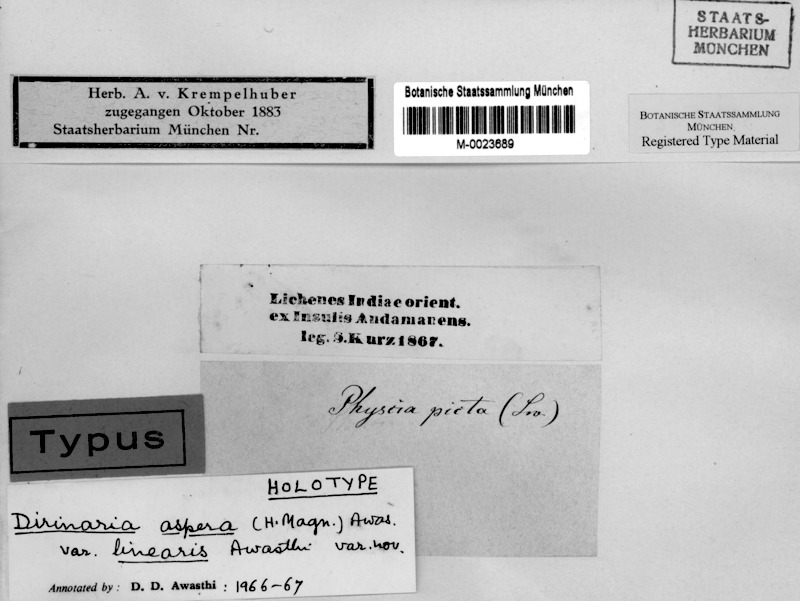 STAATS-
HERBARIUM
MÜNCHEN
Herb. A. v. Krempelhuber
zugegangen Oktober 1883
Staatsherbarium München Nr.
Botanische Staatssammlung München
M-0023689
BOTANISCHE STAATSSAMMLUNG
MÜNCHEN
Registered Type Material
Lichenes Indiae orient.
ex Insulis Andamanens.
leg. S. Kurz 1867.
Physcia picta (Sw.)
Typus
HOLOTYPE
Dirinaria aspera (H. Magn.) Awas.
var. linearis Awasthi var. nov.
Annotated by : D. D. Awasthi : 1966-67